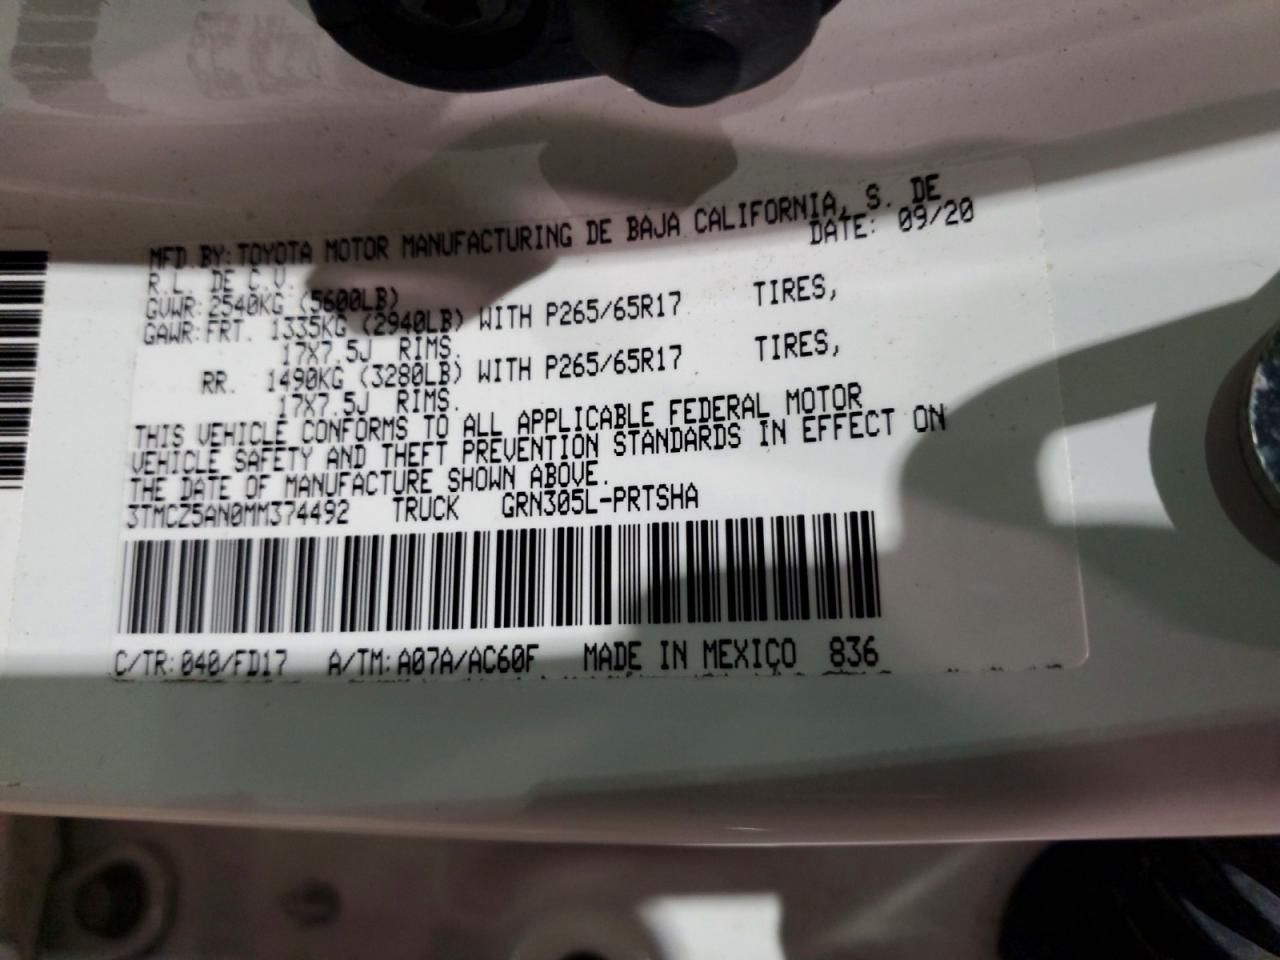 MFD.BY:TOYOTA MOTOR MANUFACTURING DE BAJA CALIFORNIA, S. DE
R.L. DE C.V. DATE: 09/20
GVWR:2540KG (5600LB)
GAWR:FRT. 1335KG (2940LB) WITH P265/65R17 TIRES,
17X7.5J RIMS.
RR. 1490KG (3280LB) WITH P265/65R17 TIRES,
17X7.5J RIMS.
THIS VEHICLE CONFORMS TO ALL APPLICABLE FEDERAL MOTOR
VEHICLE SAFETY AND THEFT PREVENTION STANDARDS IN EFFECT ON
THE DATE OF MANUFACTURE SHOWN ABOVE.
3TMCZ5AN0MM374492 TRUCK GRN305L-PRTSHA
C/TR:040/FD17 A/TM:A07A/AC60F MADE IN MEXICO 836